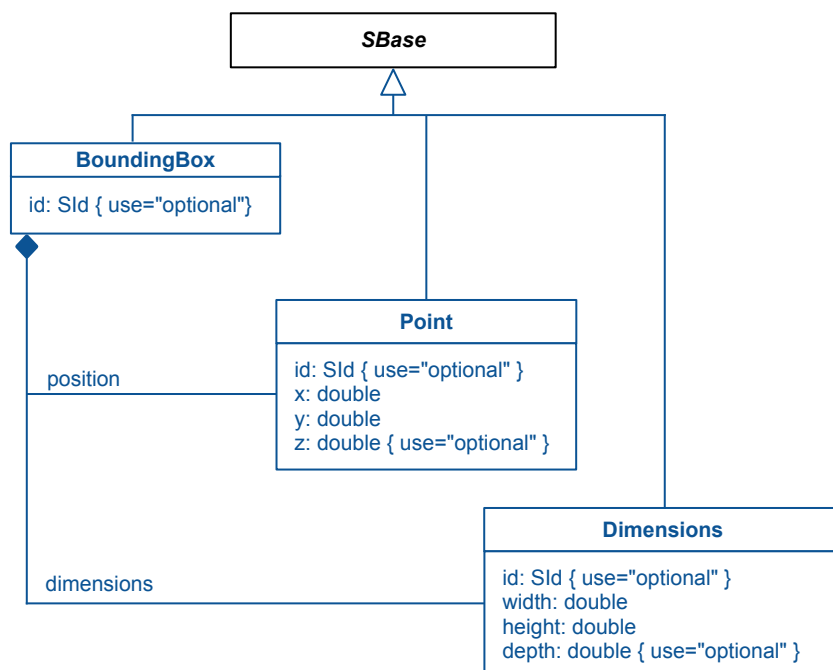 SBase
BoundingBox
id: SId { use="optional"}
Point
id: SId { use="optional" }
x: double
y: double
z: double { use="optional" }
position
Dimensions
id: SId { use="optional" }
width: double
height: double
depth: double { use="optional" }
dimensions